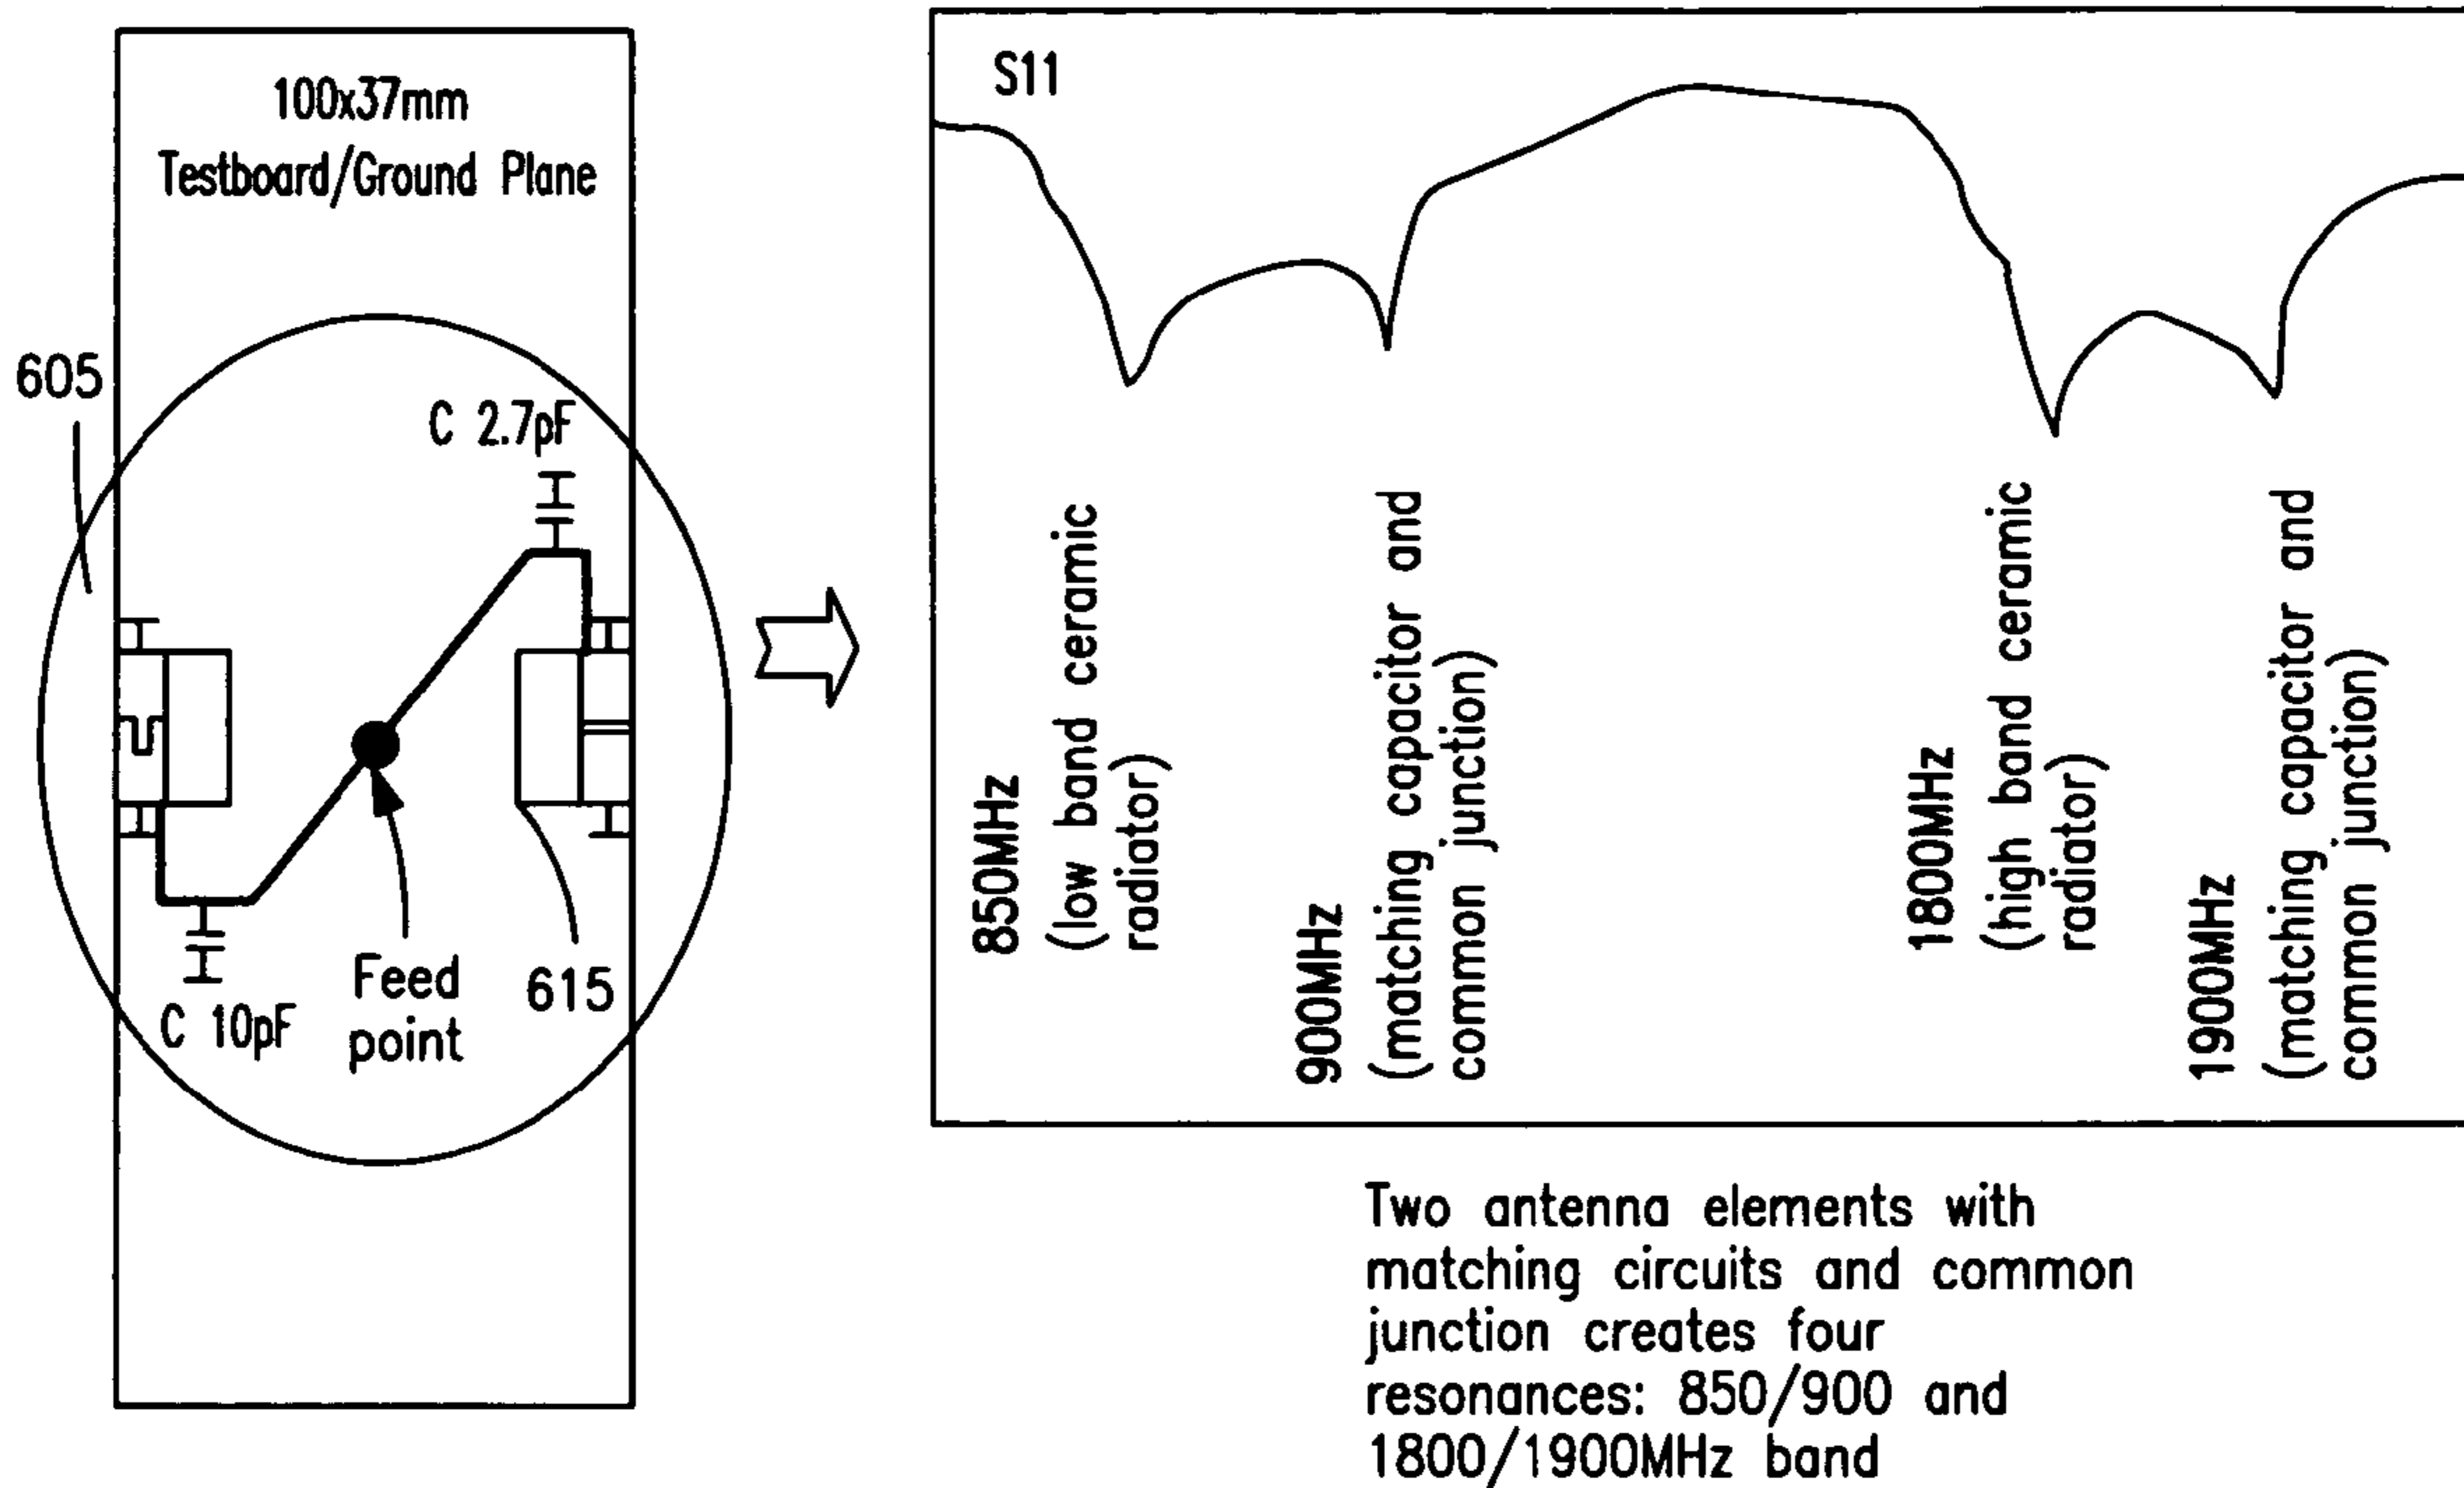 100x37mm
Testboard/Ground Plane
605
C 2.7pF
C 10pF
Feed
point
615
S11
850MHz
(low band ceramic
radiator)
900MHz
(matching capacitor and
common junction)
1800MHz
(high band ceramic
radiator)
1900MHz
(matching capacitor and
common junction)
Two antenna elements with
matching circuits and common
junction creates four
resonances: 850/900 and
1800/1900MHz band